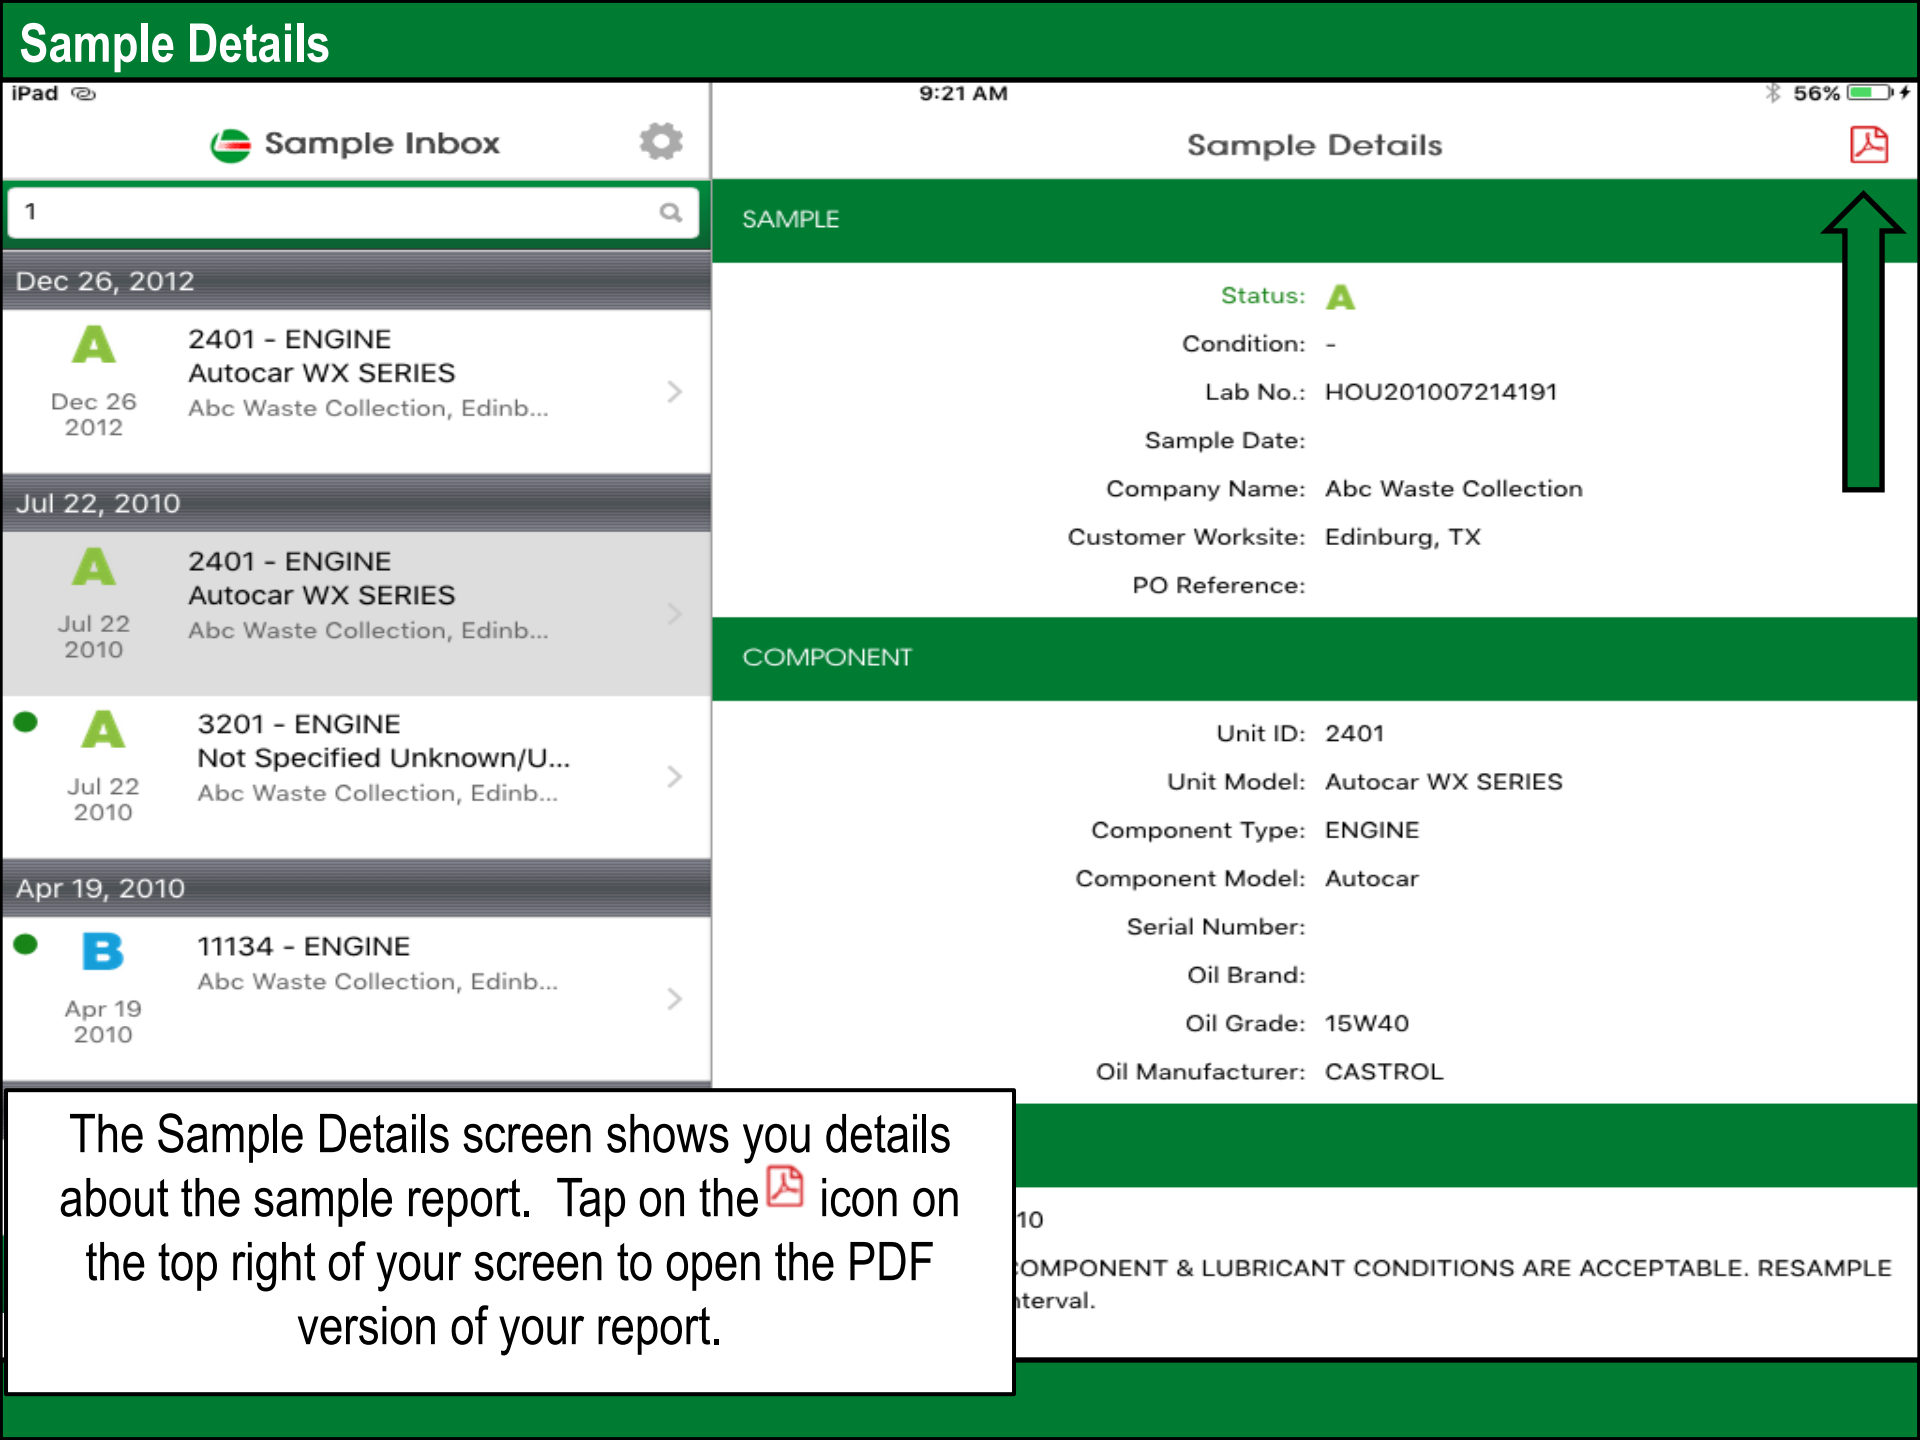 Sample Details
iPad
9:21 AM
56%
Sample Inbox
Sample Details
1
SAMPLE
Dec 26, 2012
A
2401 - ENGINE
Autocar WX SERIES
Abc Waste Collection, Edinb...
Dec 26
2012
Jul 22, 2010
A
2401 - ENGINE
Autocar WX SERIES
Abc Waste Collection, Edinb...
Jul 22
2010
A
3201 - ENGINE
Not Specified Unknown/U...
Abc Waste Collection, Edinb...
Jul 22
2010
Apr 19, 2010
B
11134 - ENGINE
Abc Waste Collection, Edinb...
Apr 19
2010
Status: A
Condition: -
Lab No.: HOU201007214191
Sample Date:
Company Name: Abc Waste Collection
Customer Worksite: Edinburg, TX
PO Reference:
COMPONENT
Unit ID: 2401
Unit Model: Autocar WX SERIES
Component Type: ENGINE
Component Model: Autocar
Serial Number:
Oil Brand:
Oil Grade: 15W40
Oil Manufacturer: CASTROL
10
OMPONENT & LUBRICANT CONDITIONS ARE ACCEPTABLE. RESAMPLE
terval.
The Sample Details screen shows you details
about the sample report. Tap on the icon on
the top right of your screen to open the PDF
version of your report.